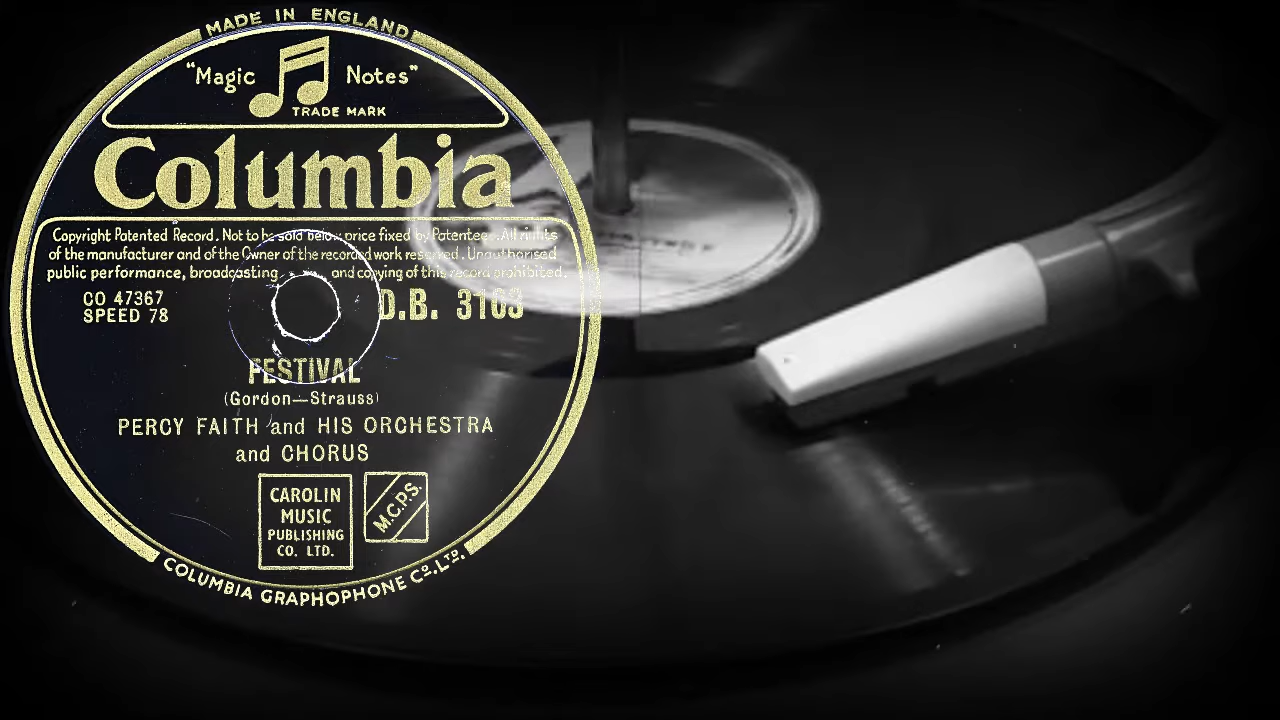 MADE IN ENGLAND
"Magic Notes"
TRADE MARK
Columbia
Copyright Patented Record. Not to be sold below price fixed by Patentee. All rights
of the manufacturer and of the Owner of the recorded work reserved. Unauthorised
public performance, broadcasting and copying of this record prohibited.
CO 47367
SPEED 78
D.B. 3163
FESTIVAL
(Gordon—Strauss)
PERCY FAITH and HIS ORCHESTRA
and CHORUS
CAROLIN
MUSIC
PUBLISHING
CO. LTD.
M.C.P.S.
COLUMBIA GRAPHOPHONE Co. LTD.